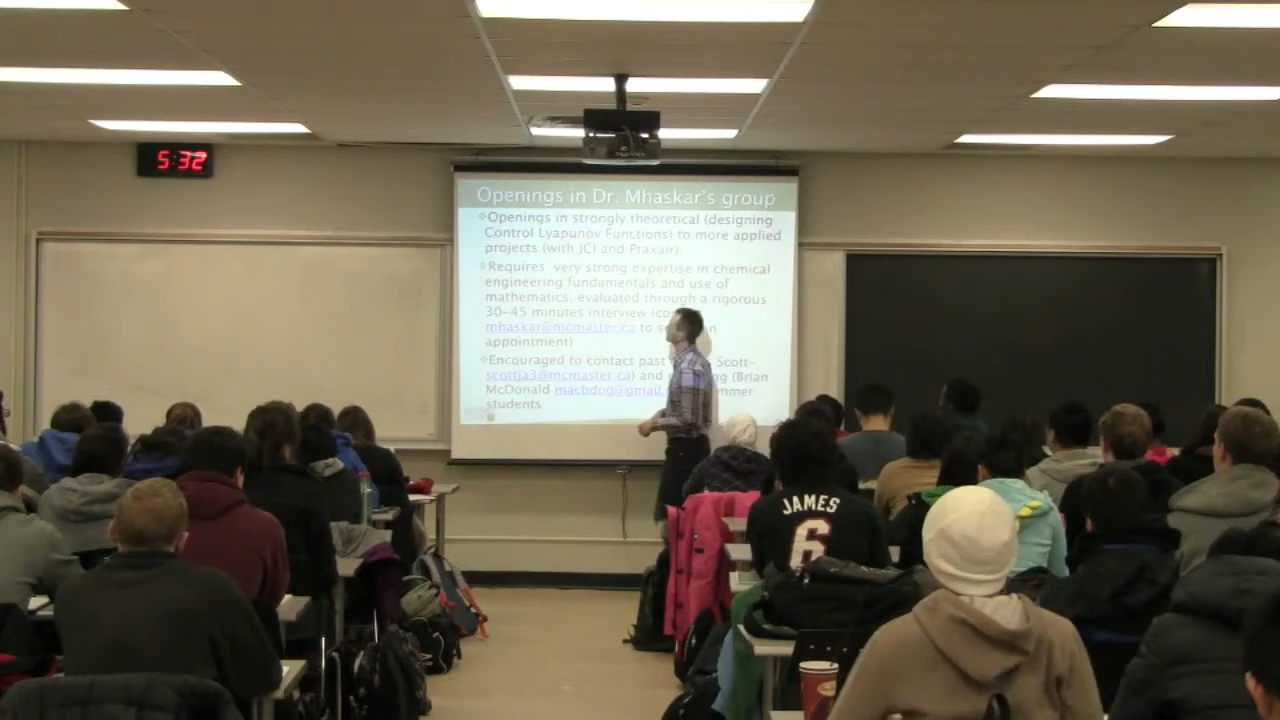 5:32
Openings in Dr. Mhaskar's group
Openings in strongly theoretical (designing
Control Lyapunov Functions) to more applied
projects (with JCI and Praxair).
Requires very strong expertise in chemical
engineering fundamentals and use of
mathematics, evaluated through a rigorous
30-45 minutes interview
mhaskar@mcmaster.ca to
appointment)
Encouraged to contact past Scott-
scottja3@mcmaster.ca) and (Brian
McDonald macbdog@gmail.
students
JAMES
6